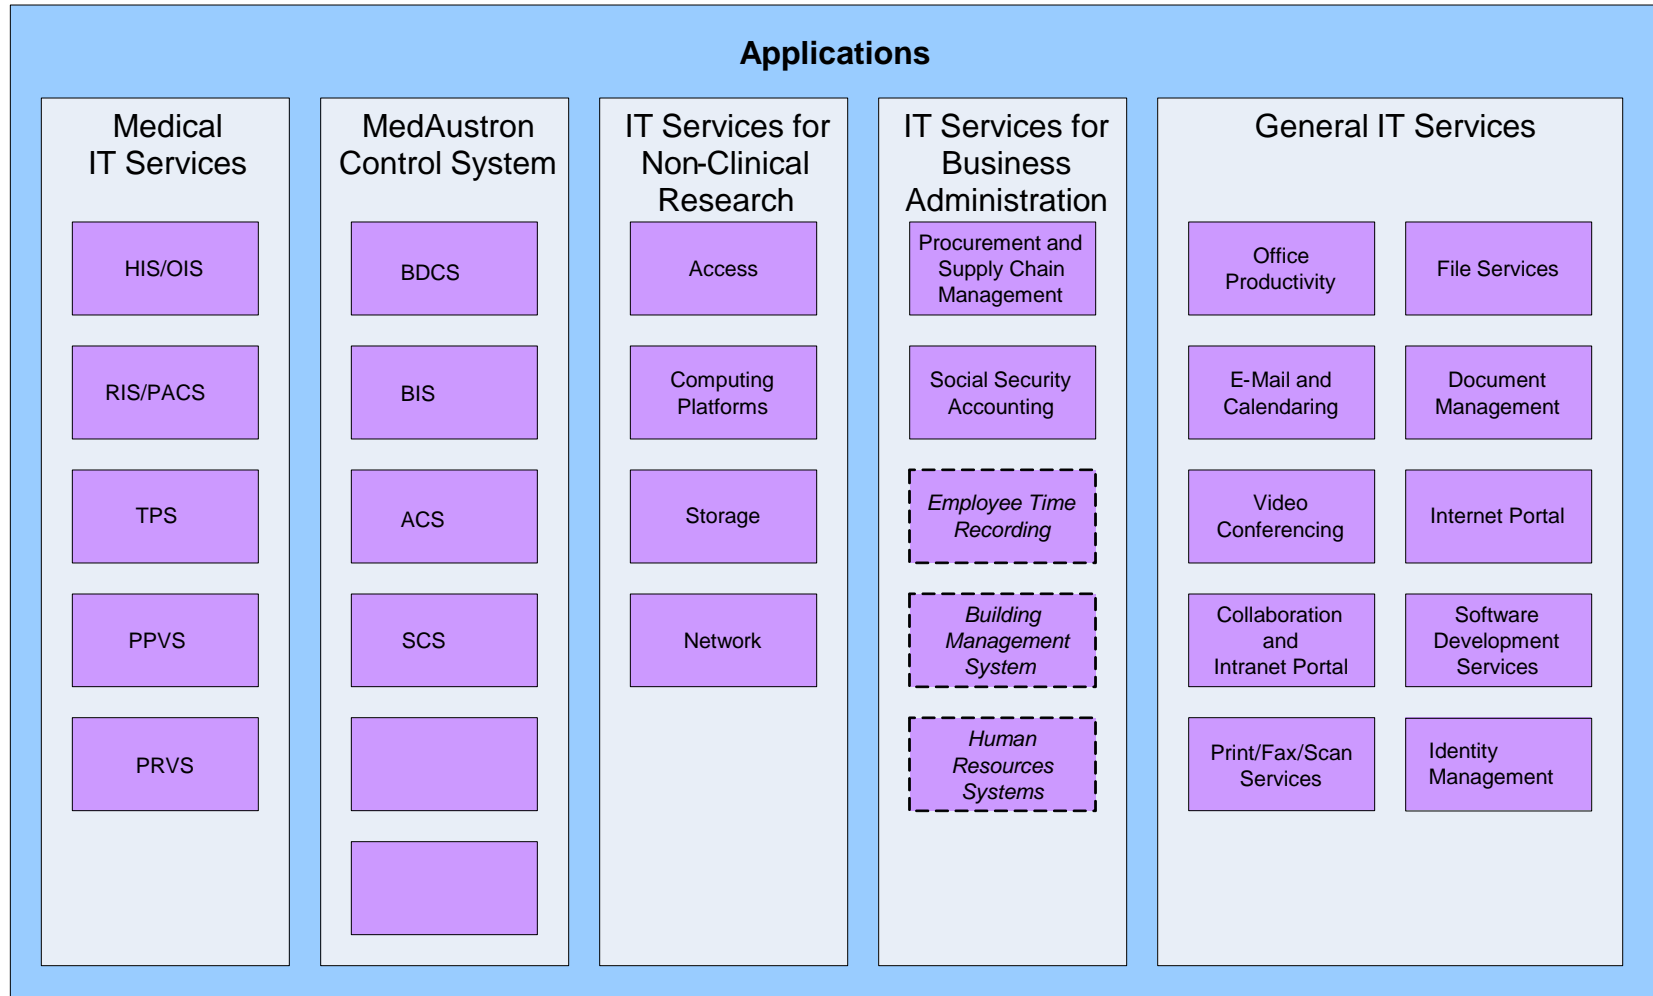 Applications
Medical
IT Services
HIS/OIS
RIS/PACS
TPS
PPVS
PRVS
MedAustron
Control System
BDCS
BIS
ACS
SCS
IT Services for
Non-Clinical
Research
Access
Computing
Platforms
Storage
Network
IT Services for
Business
Administration
Procurement and
Supply Chain
Management
Social Security
Accounting
Employee Time
Recording
Building
Management
System
Human
Resources
Systems
General IT Services
Office
Productivity
File Services
E-Mail and
Calendaring
Document
Management
Video
Conferencing
Internet Portal
Collaboration
and
Intranet Portal
Software
Development
Services
Print/Fax/Scan
Services
Identity
Management